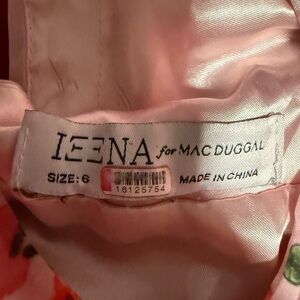 IEENA for MAC DUGGAL
SIZE: 6
16125754
MADE IN CHINA